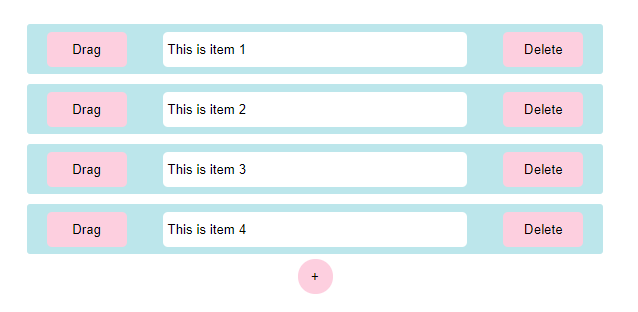 Drag This is item 1 Delete
Drag This is item 2 Delete
Drag This is item 3 Delete
Drag This is item 4 Delete
+